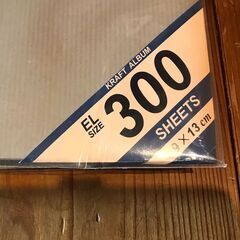 KRAFT ALBUM
EL
SIZE
300
SHEETS
9 × 13 cm